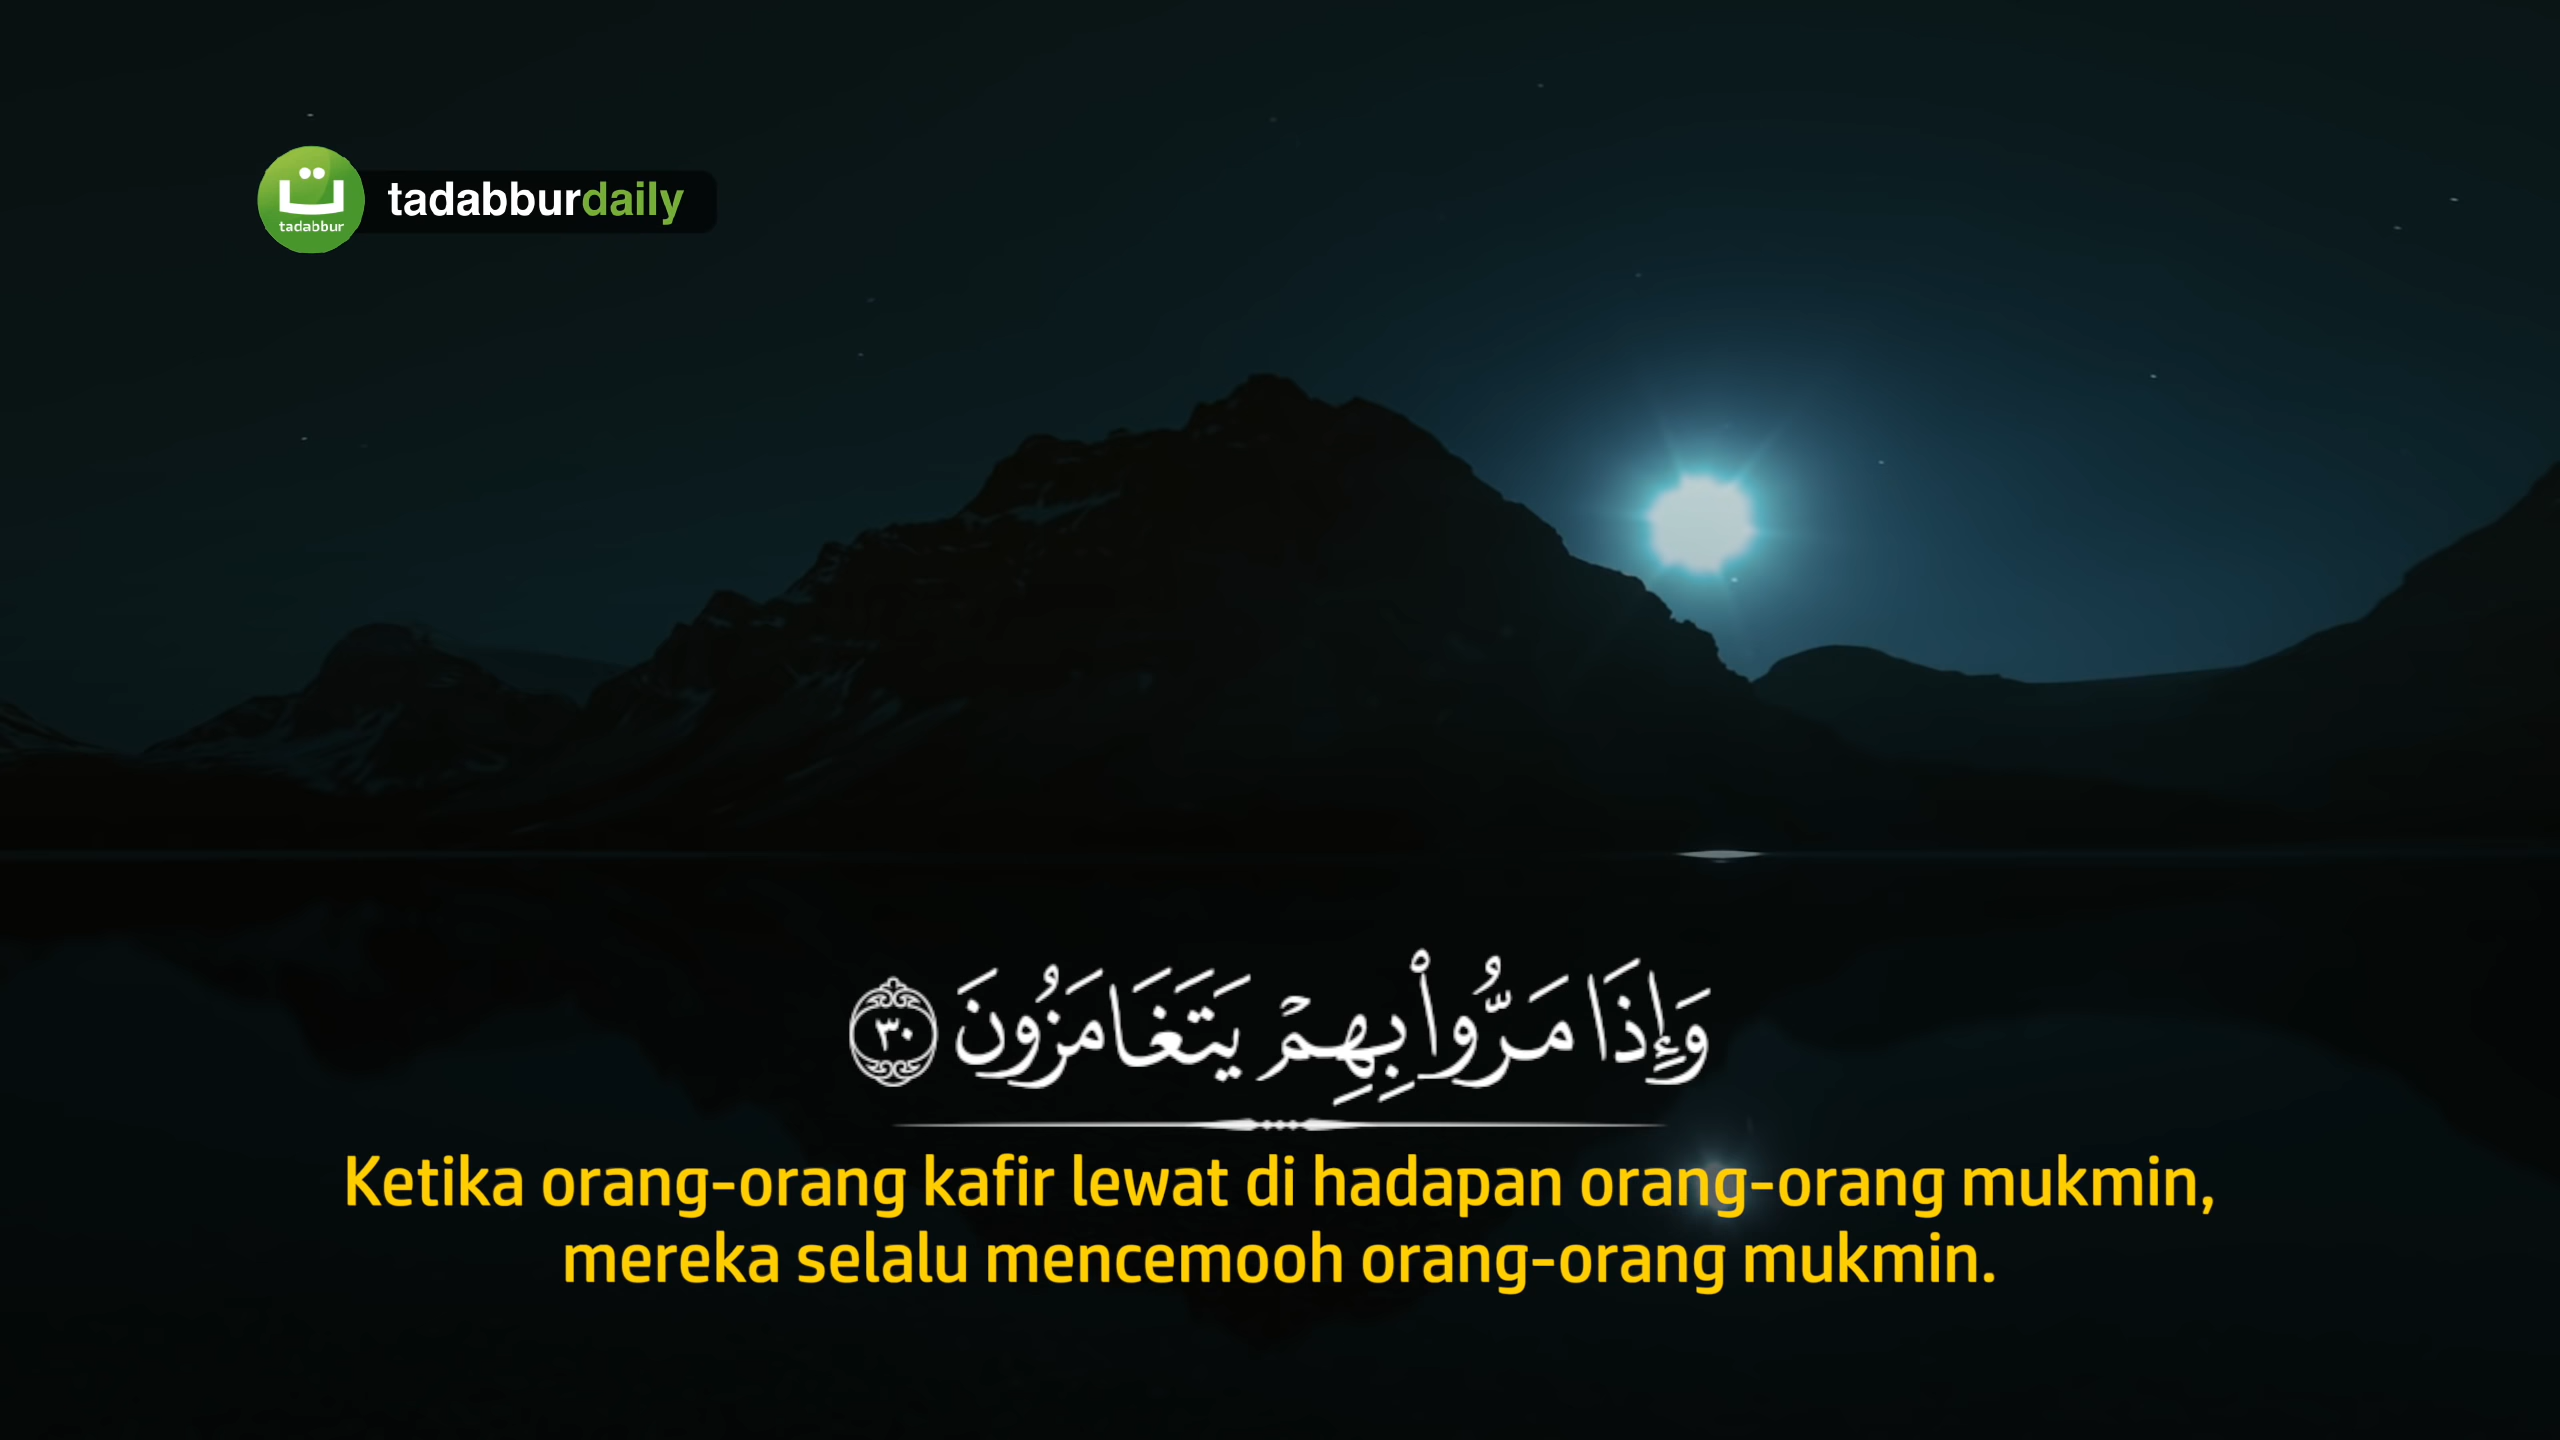 tadabbur
tadabburdaily
وَإِذَا مَرُّوا۟ بِهِمْ يَتَغَامَزُونَ ٣٠
Ketika orang-orang kafir lewat di hadapan orang-orang mukmin,
mereka selalu mencemooh orang-orang mukmin.